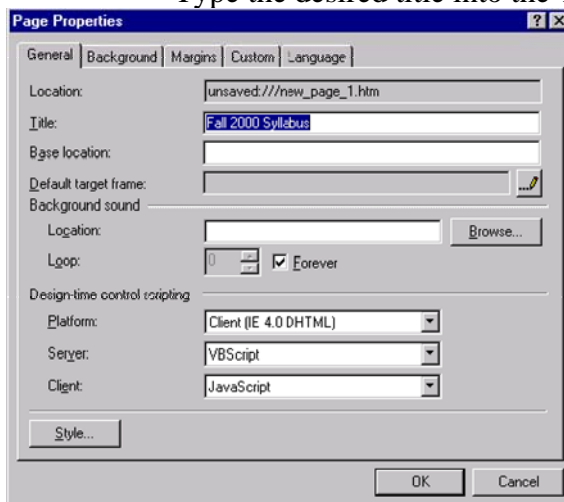 Type the desired title into the
Page Properties
General Background Margins Custom Language
Location: unsaved:///new_page_1.htm
Title: Fall 2000 Syllabus
Base location:
Default target frame:
Background sound
Location: Browse...
Loop: 0 Forever
Design-time control scripting
Platform: Client (IE 4.0 DHTML)
Server: VBScript
Client: JavaScript
Style...
OK Cancel